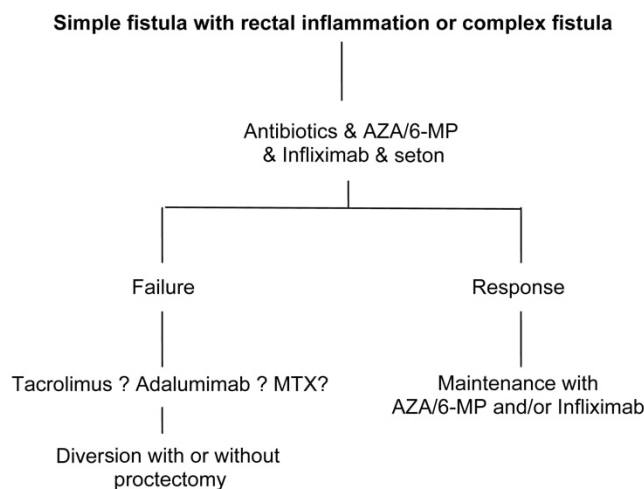 Simple fistula with rectal inflammation or complex fistula
Antibiotics & AZA/6-MP
& Infliximab & seton
Failure
Response
Tacrolimus ? Adalumimab ? MTX?
Maintenance with
AZA/6-MP and/or Infliximab
Diversion with or without
proctectomy